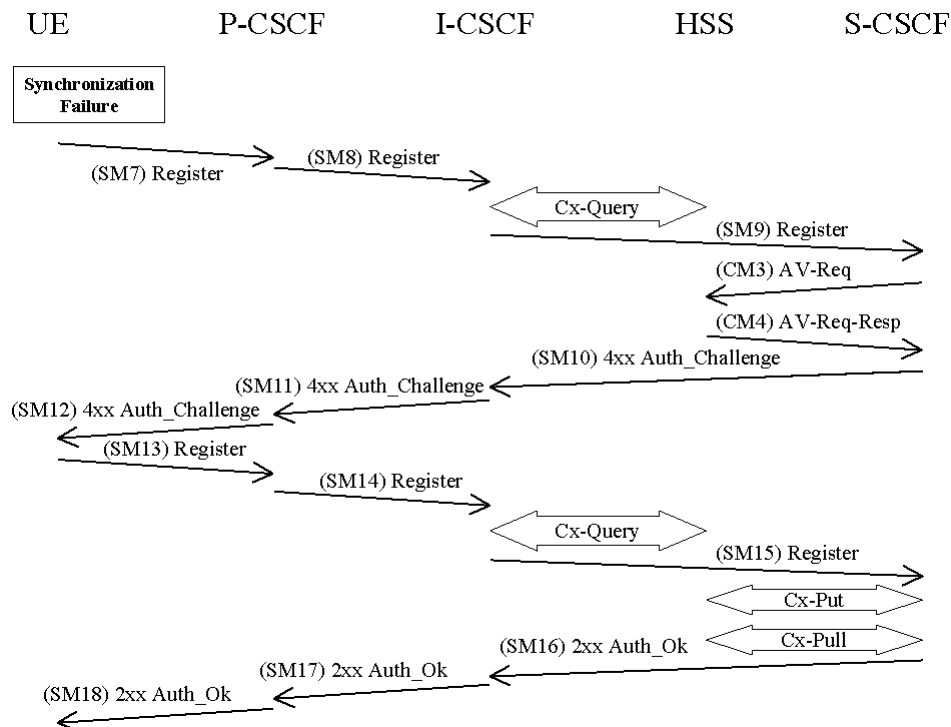 UE P-CSCF I-CSCF HSS S-CSCF
Synchronization
Failure
(SM7) Register
(SM8) Register
Cx-Query
(SM9) Register
(CM3) AV-Req
(CM4) AV-Req-Resp
(SM10) 4xx Auth_Challenge
(SM11) 4xx Auth_Challenge
(SM12) 4xx Auth_Challenge
(SM13) Register
(SM14) Register
Cx-Query
(SM15) Register
Cx-Put
Cx-Pull
(SM16) 2xx Auth_Ok
(SM17) 2xx Auth_Ok
(SM18) 2xx Auth_Ok